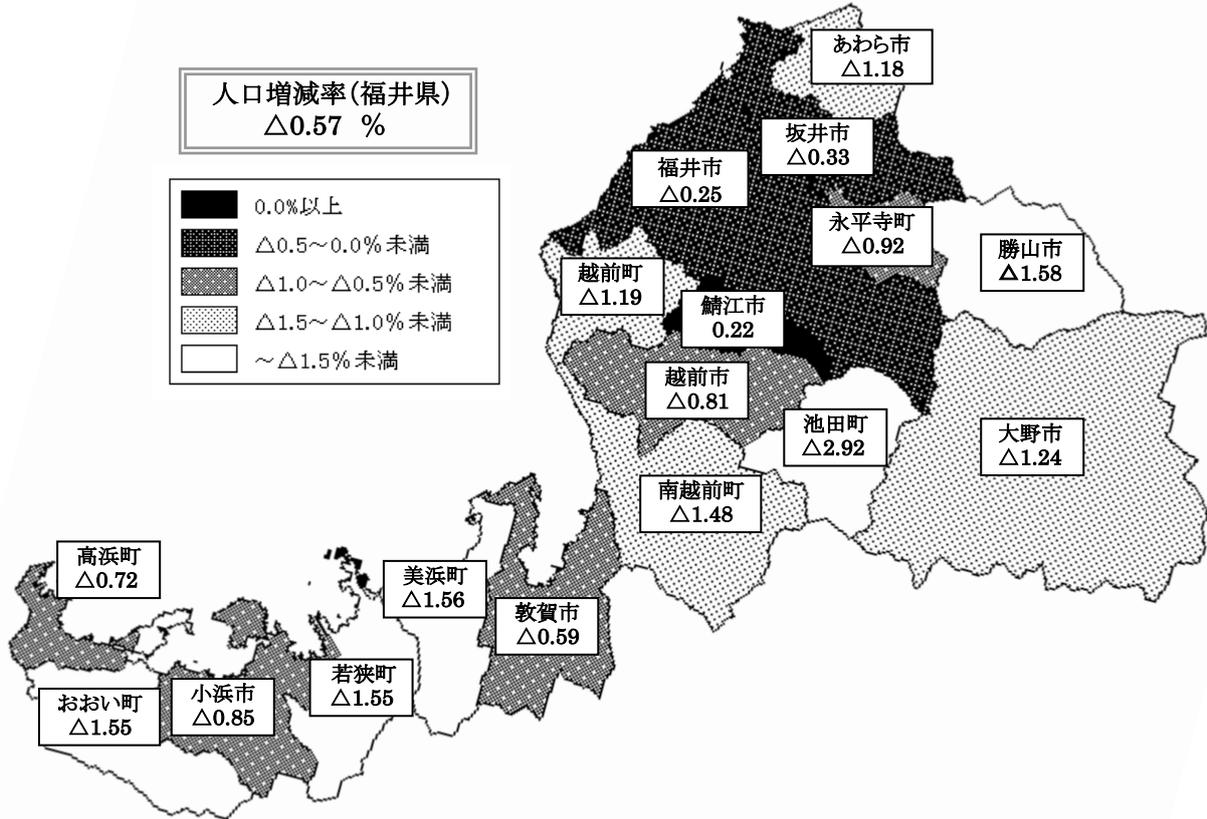 人口増減率（福井県）
△0.57 %
0.0%以上
△0.5～0.0%未満
△1.0～△0.5%未満
△1.5～△1.0%未満
～△1.5%未満
あわら市
△1.18
坂井市
△0.33
福井市
△0.25
永平寺町
△0.92
勝山市
△1.58
越前町
△1.19
鯖江市
0.22
越前市
△0.81
池田町
△2.92
大野市
△1.24
南越前町
△1.48
高浜町
△0.72
美浜町
△1.56
敦賀市
△0.59
若狭町
△1.55
小浜市
△0.85
おおい町
△1.55